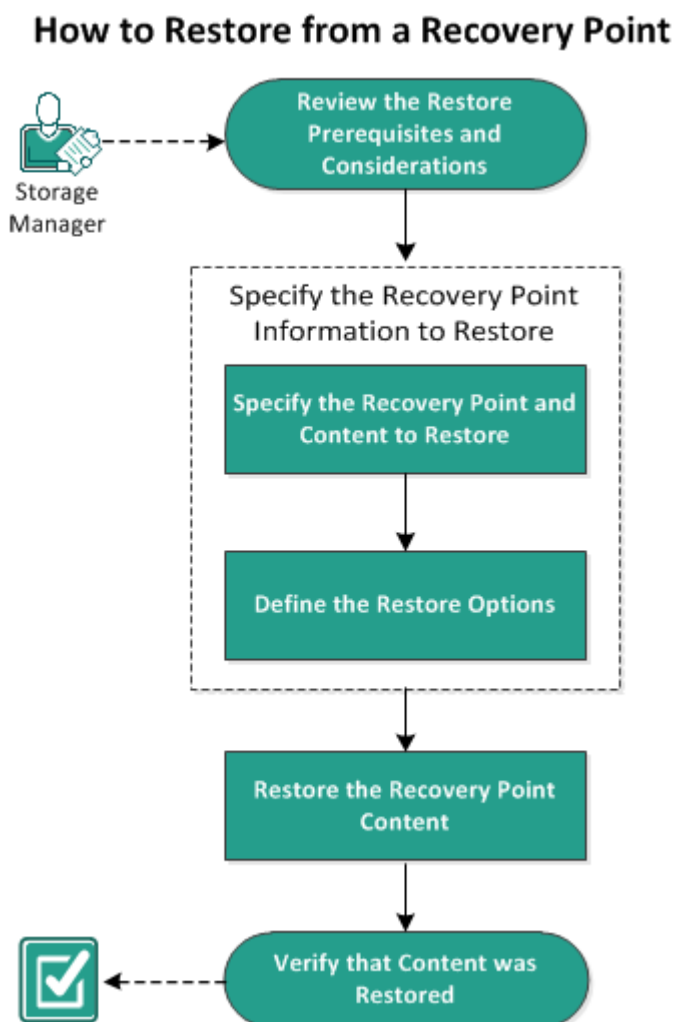 How to Restore from a Recovery Point
Storage
Manager
Review the Restore
Prerequisites and
Considerations
Specify the Recovery Point
Information to Restore
Specify the Recovery Point and
Content to Restore
Define the Restore Options
Restore the Recovery Point
Content
Verify that Content was
Restored